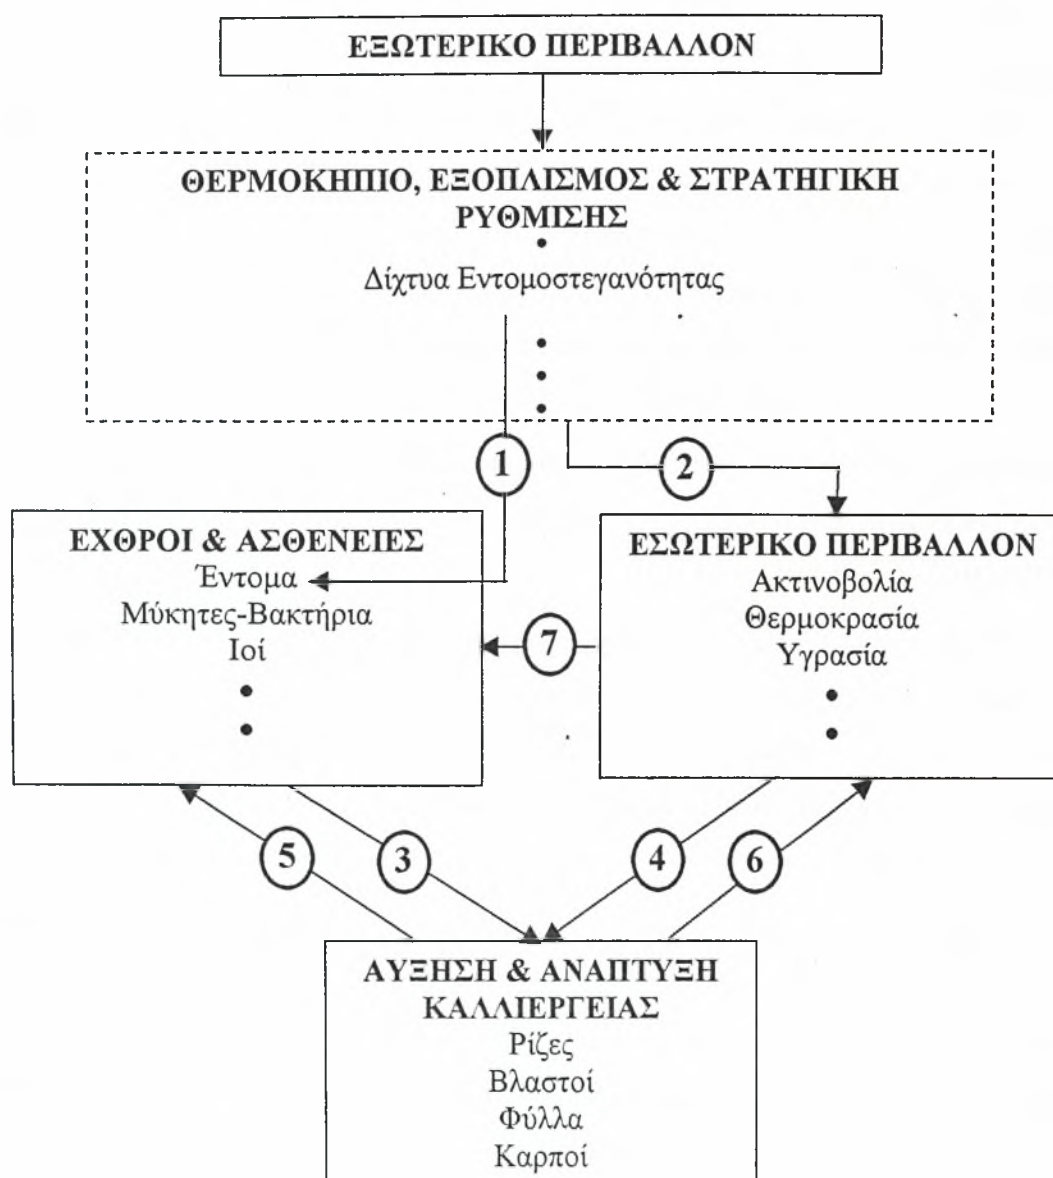 ΕΞΩΤΕΡΙΚΟ ΠΕΡΙΒΑΛΛΟΝ
ΘΕΡΜΟΚΗΠΙΟ, ΕΞΟΠΛΙΣΜΟΣ & ΣΤΡΑΤΗΓΙΚΗ
ΡΥΘΜΙΣΗΣ
•
Δίχτυα Εντομοστεγανότητας
•
•
•
1
2
ΕΧΘΡΟΙ & ΑΣΘΕΝΕΙΕΣ
Έντομα
Μύκητες-Βακτήρια
Ιοί
•
•
7
ΕΣΩΤΕΡΙΚΟ ΠΕΡΙΒΑΛΛΟΝ
Ακτινοβολία
Θερμοκρασία
Υγρασία
•
•
5
3
4
6
ΑΥΞΗΣΗ & ΑΝΑΠΤΥΞΗ
ΚΑΛΛΙΕΡΓΕΙΑΣ
Ρίζες
Βλαστοί
Φύλλα
Καρποί